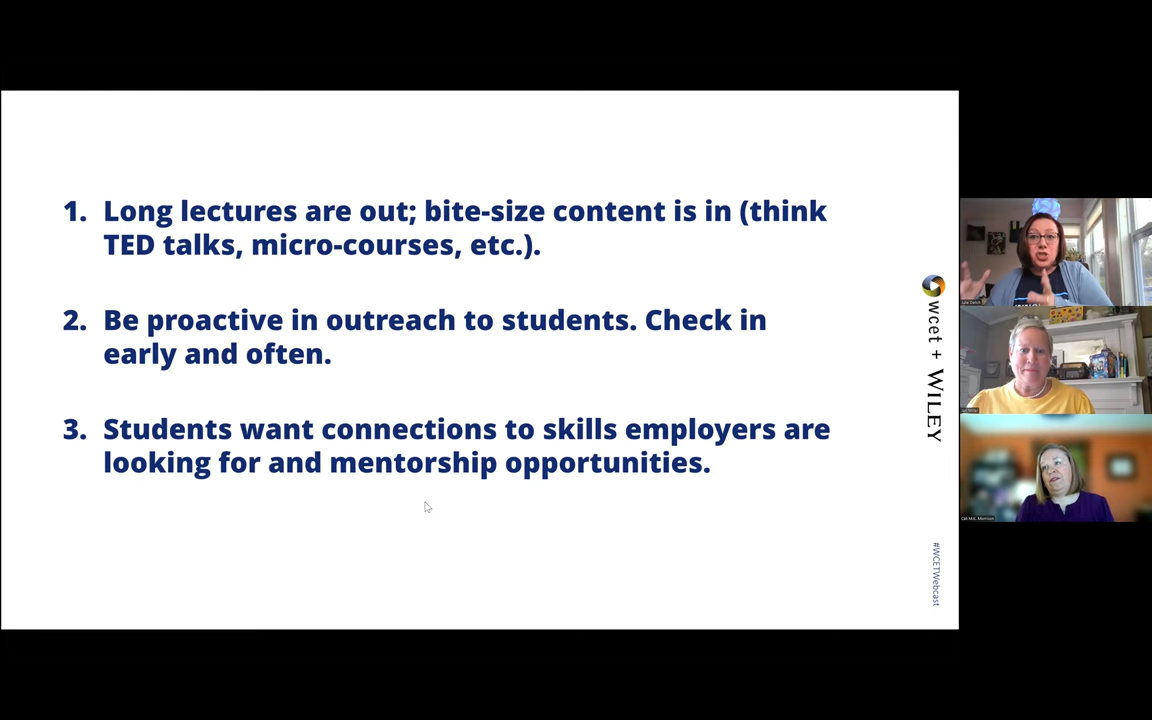 1. Long lectures are out; bite-size content is in (think
TED talks, micro-courses, etc.).
2. Be proactive in outreach to students. Check in
early and often.
3. Students want connections to skills employers are
looking for and mentorship opportunities.
wcet + WILEY
#WCETWebcast
Cali M.K. Morrison